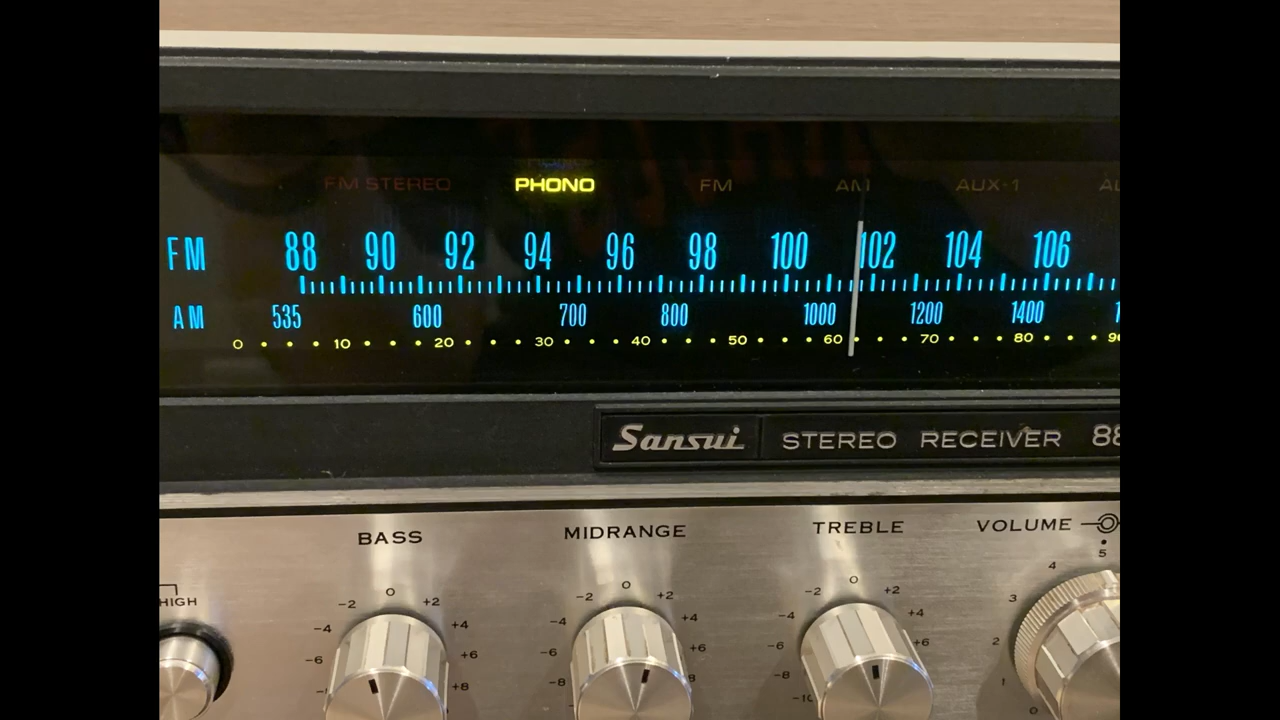 FM STEREO PHONO FM AM AUX-1
FM 88 90 92 94 96 98 100 102 104 106
AM 535 600 700 800 1000 1200 1400
0 10 20 30 40 50 60 70 80
Sansui STEREO RECEIVER
BASS MIDRANGE TREBLE VOLUME
HIGH
-2 0 +2
-4 +4
-6 +6
+8
-2 0 +2
-4 +4
-6 +6
-8
-2 0 +2
-4 +4
-6 +6
-8
5
4
3
2
1
0